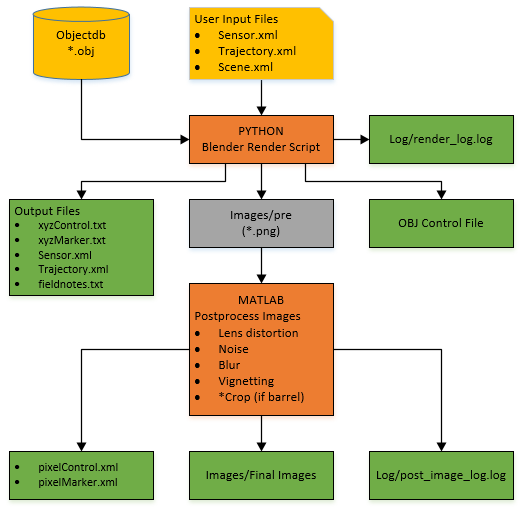 Objectdb
*.obj
User Input Files
• Sensor.xml
• Trajectory.xml
• Scene.xml
PYTHON
Blender Render Script
Log/render_log.log
Output Files
• xyzControl.txt
• xyzMarker.txt
• Sensor.xml
• Trajectory.xml
• fieldnotes.txt
Images/pre
(*.png)
OBJ Control File
MATLAB
Postprocess Images
• Lens distortion
• Noise
• Blur
• Vignetting
• *Crop (if barrel)
• pixelControl.xml
• pixelMarker.xml
Images/Final Images
Log/post_image_log.log